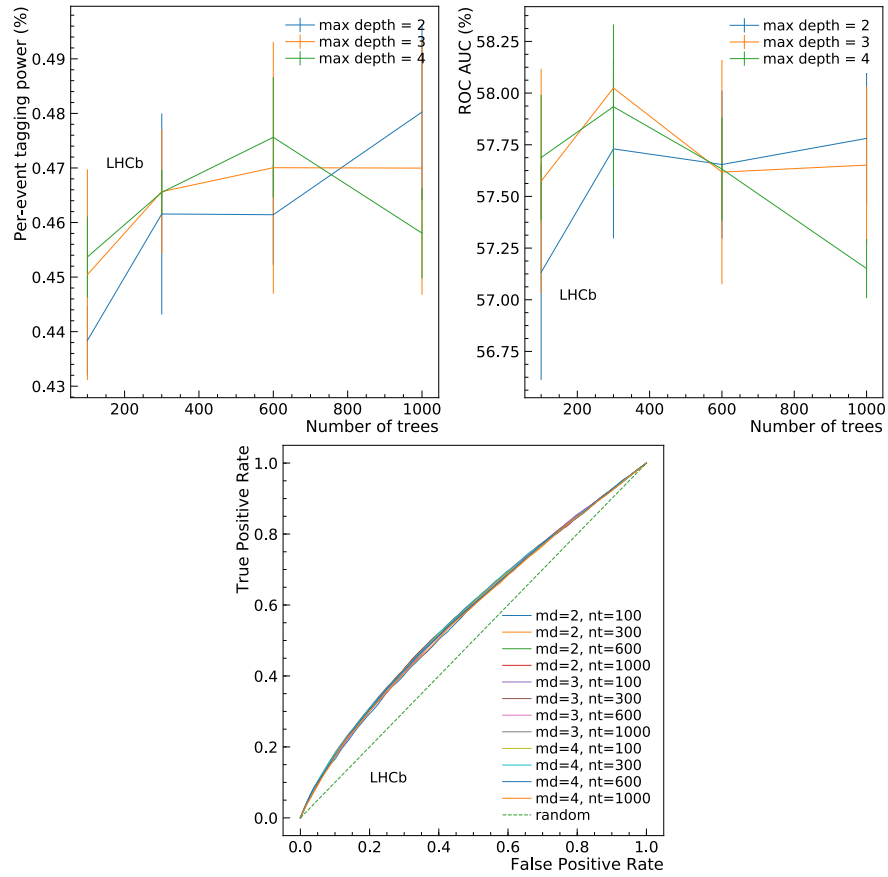 Per-event tagging power (%)
0.49
0.48
0.47
0.46
0.45
0.44
0.43
max depth = 2
max depth = 3
max depth = 4
LHCb
200
400
600
800
1000
Number of trees
ROC AUC (%)
58.25
58.00
57.75
57.50
57.25
57.00
56.75
max depth = 2
max depth = 3
max depth = 4
LHCb
200
400
600
800
1000
Number of trees
True Positive Rate
1.0
0.8
0.6
0.4
0.2
0.0
md=2, nt=100
md=2, nt=300
md=2, nt=600
md=2, nt=1000
md=3, nt=100
md=3, nt=300
md=3, nt=600
md=3, nt=1000
md=4, nt=100
md=4, nt=300
md=4, nt=600
md=4, nt=1000
random
LHCb
0.0
0.2
0.4
0.6
0.8
1.0
False Positive Rate